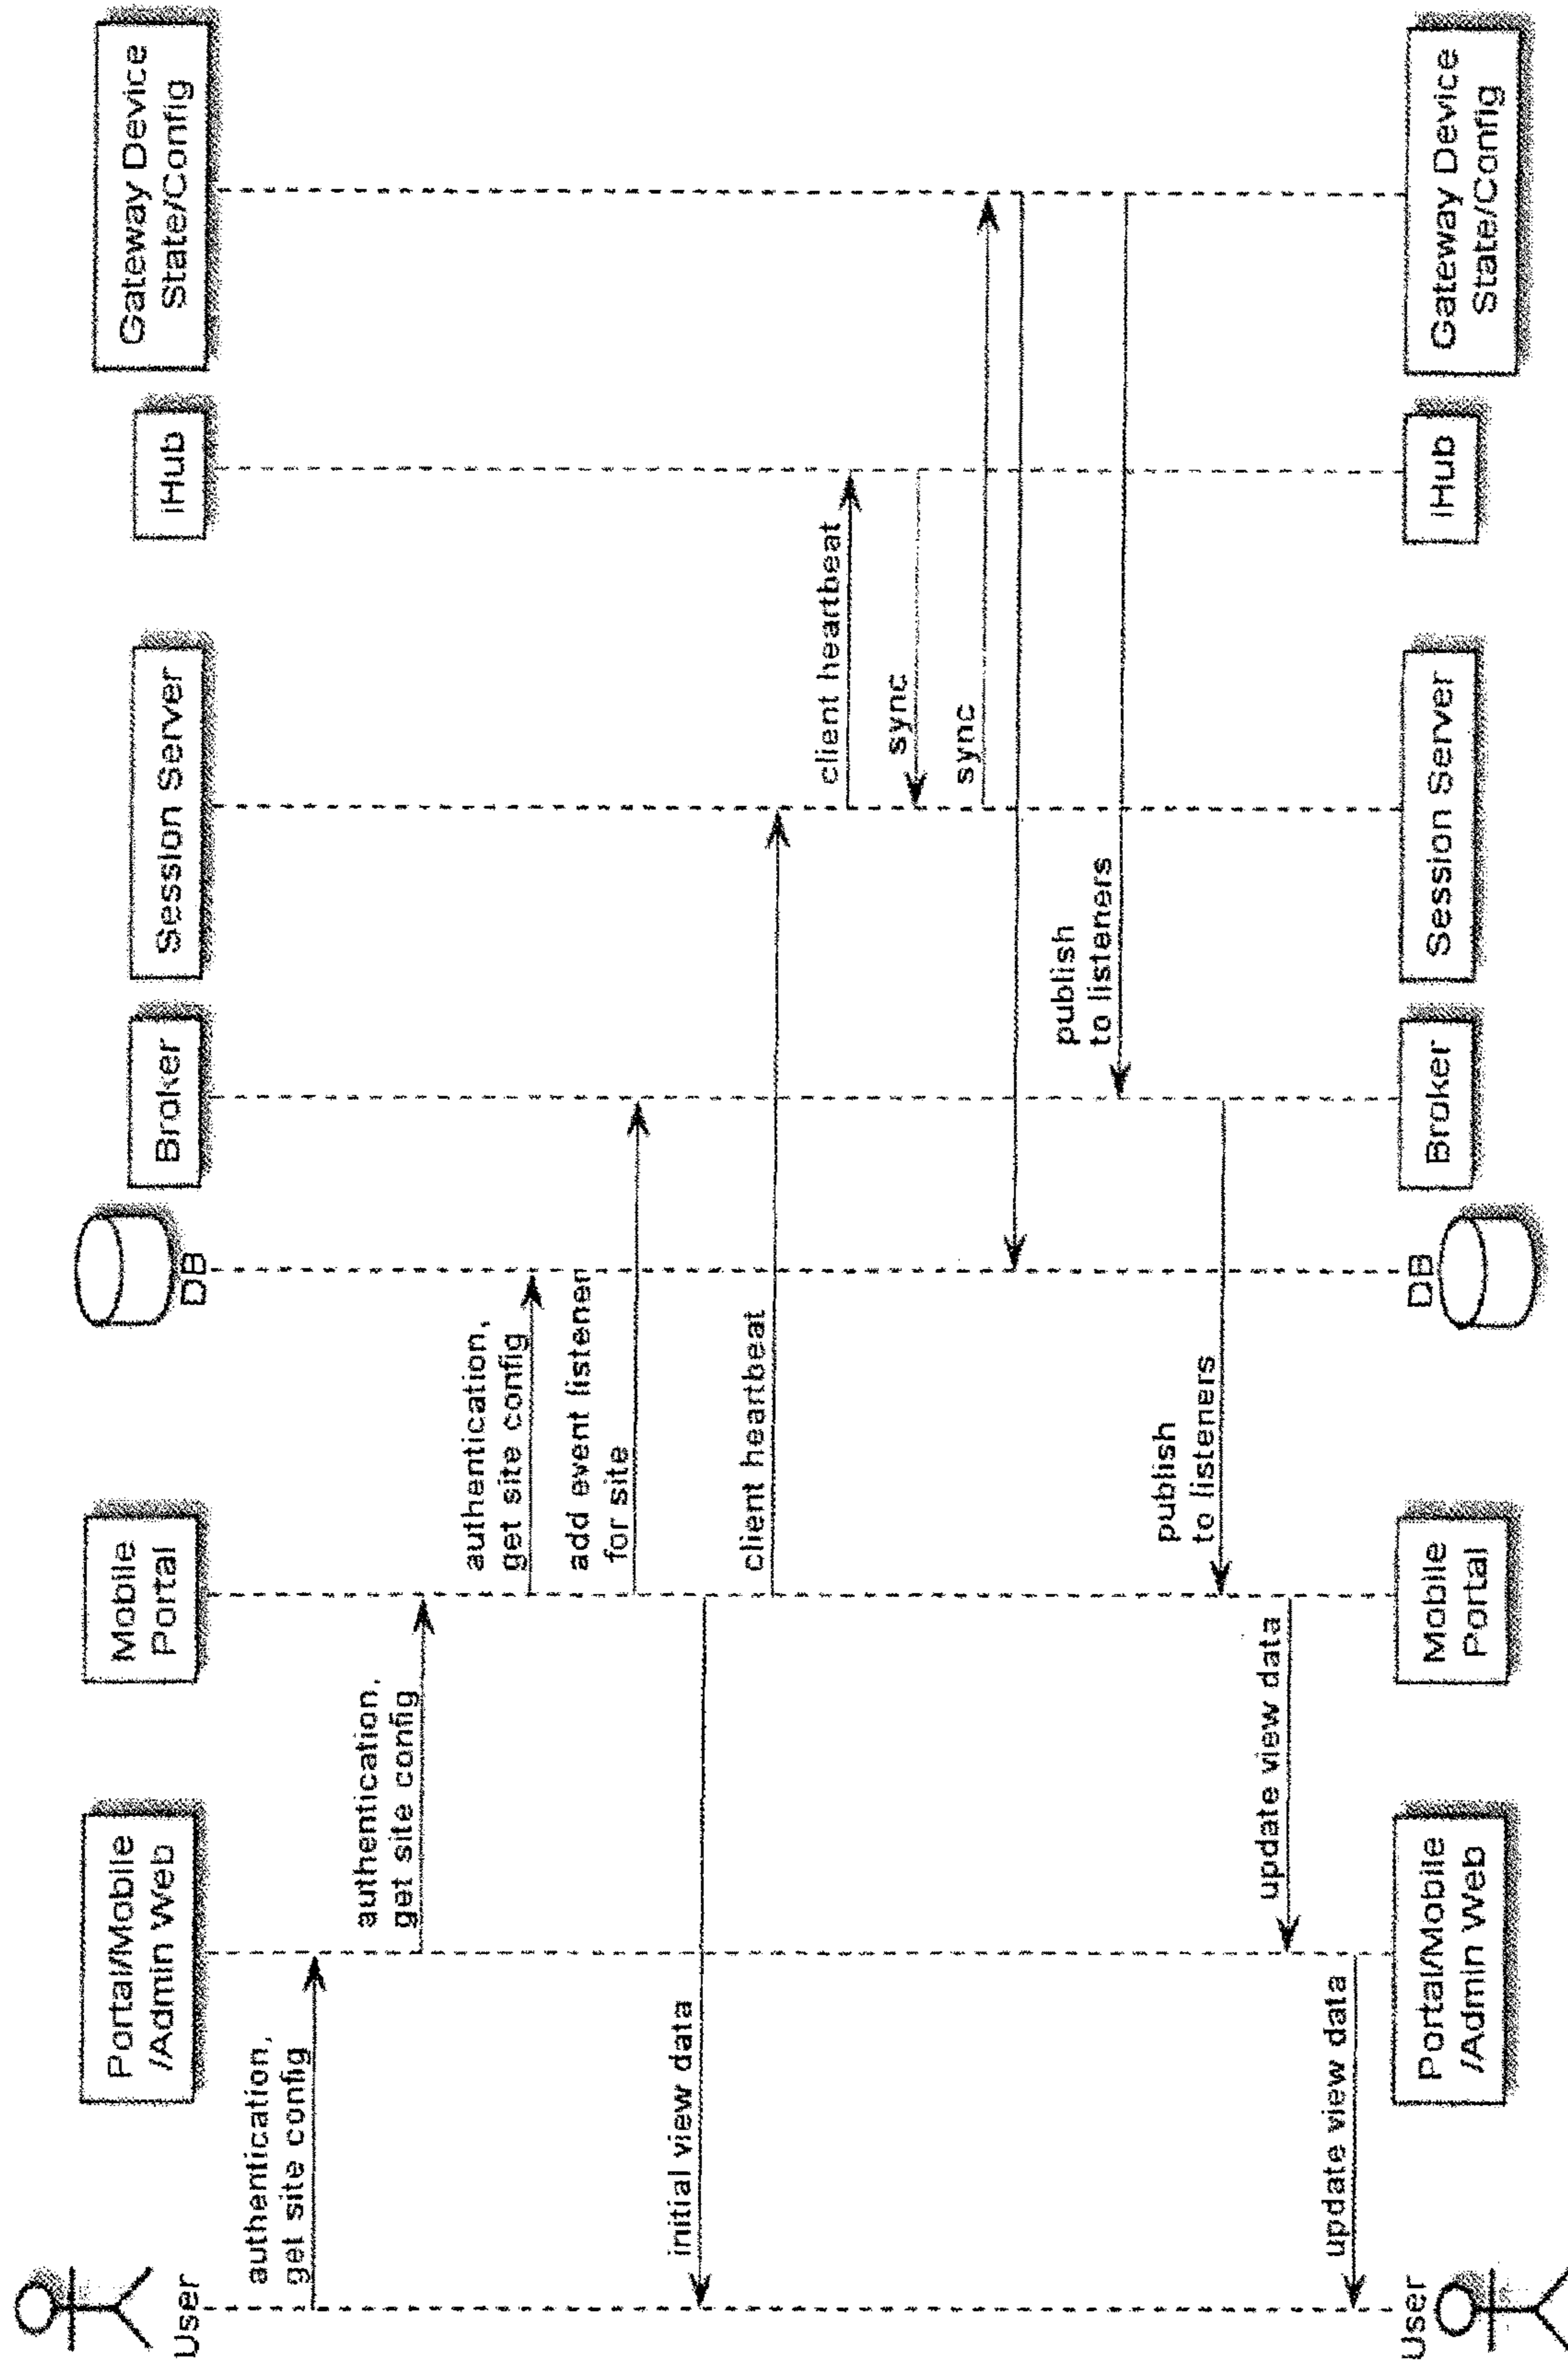 User
Portal/Mobile
/Admin Web
Mobile
Portal
DB
Broker
Session Server
iHub
Gateway Device
State/Config
authentication,
get site config
authentication,
get site config
authentication,
get site config
add event listener
for site
initial view data
client heartbeat
client heartbeat
sync
sync
publish
to listeners
publish
to listeners
update view data
update view data
User
Portal/Mobile
/Admin Web
Mobile
Portal
DB
Broker
Session Server
iHub
Gateway Device
State/Config